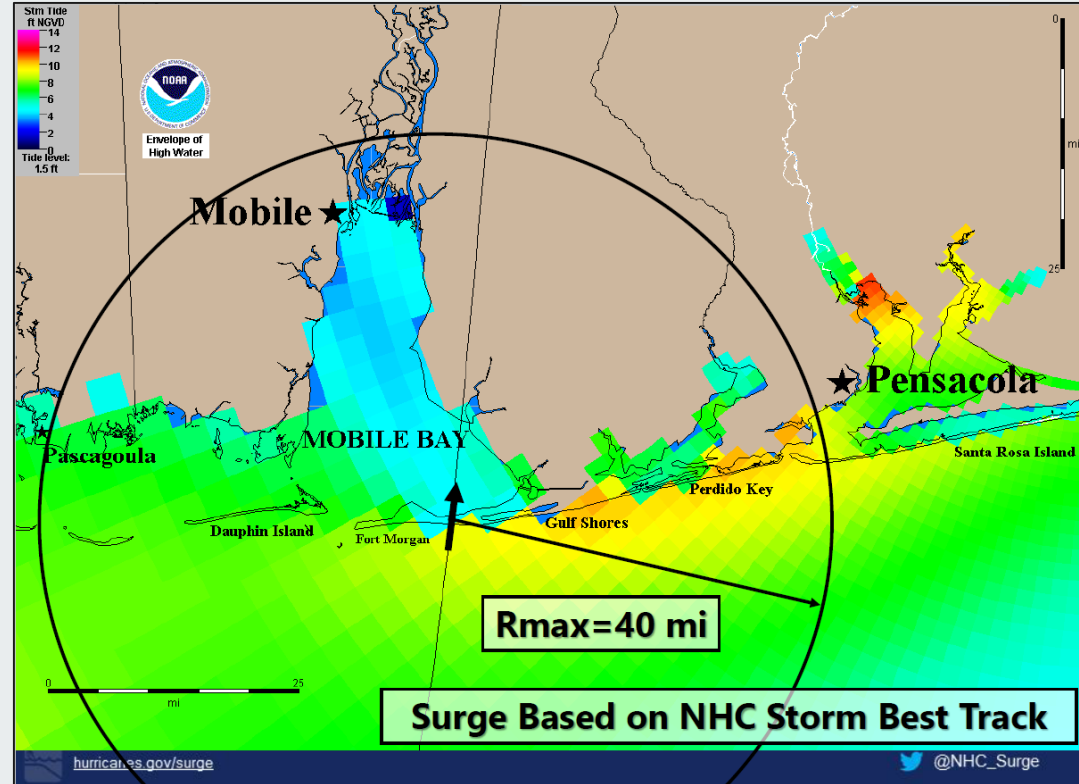 Stm Tide
ft NGVD
14
12
10
8
6
4
2
0
Tide level:
1.5 ft
NOAA
Envelope of
High Water
0
mi
25
Mobile
Pensacola
MOBILE BAY
Pascagoula
Santa Rosa Island
Perdido Key
Gulf Shores
Dauphin Island
Fort Morgan
Rmax=40 mi
0
25
mi
Surge Based on NHC Storm Best Track
hurricanes.gov/surge
@NHC_Surge